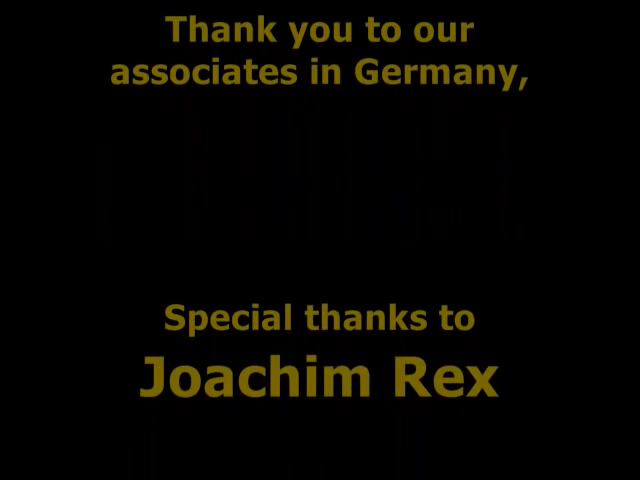 Thank you to our
associates in Germany,
Special thanks to
Joachim Rex